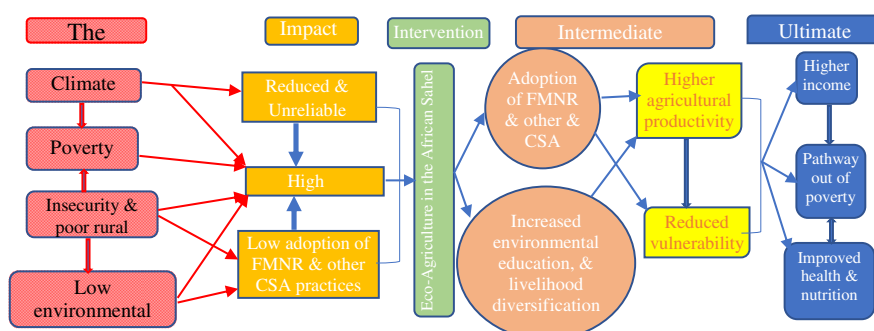 The
Impact
Intervention
Intermediate
Ultimate
Climate
Poverty
Insecurity &
poor rural
Low
environmental
Reduced &
Unreliable
High
Low adoption of
FMNR & other
CSA practices
Eco-Agriculture in the African Sahel
Adoption
of FMNR
& other &
CSA
Increased
environmental
education, &
livelihood
diversification
Higher
agricultural
productivity
Reduced
vulnerability
Higher
income
Pathway
out of
poverty
Improved
health &
nutrition